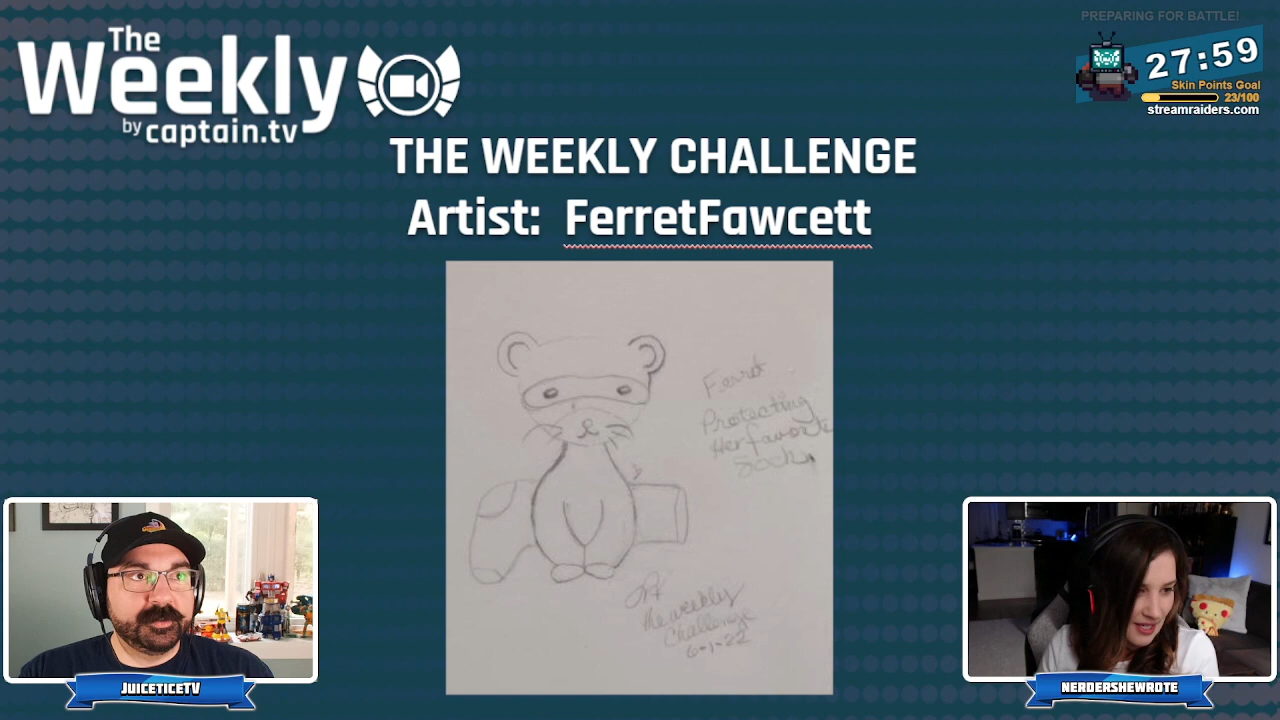 The
Weekly
by captain.tv
PREPARING FOR BATTLE!
27:59
Skin Points Goal
23/100
streamraiders.com
THE WEEKLY CHALLENGE
Artist: FerretFawcett
Ferret
Protecting
Her favorite
Sock
the weekly
Challenge
6-1-22
JUICETICETV
NERDERSHEWROTE